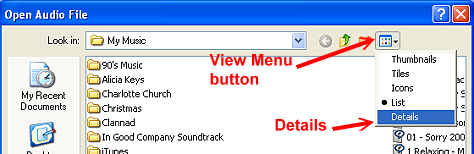 Open Audio File
Look in: My Music
View Menu
button
Thumbnails
Tiles
Icons
List
Details
Details
My Recent
Documents
90's Music
Alicia Keys
Charlotte Church
Christmas
Clannad
In Good Company Soundtrack
iTunes
01 - Sorry 200
1 Relaxing - M